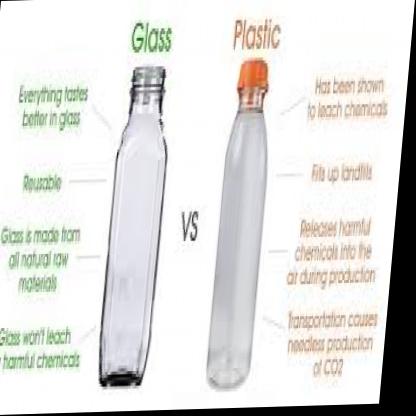 Glass
Plastic
Everything tastes
better in glass
Reusable
Glass is made from
all natural raw
materials
Glass won't leach
harmful chemicals
VS
Has been shown
to leach chemicals
Fills up landfills
Releases harmful
chemicals into the
air during production
Transportation causes
needless production
of CO2